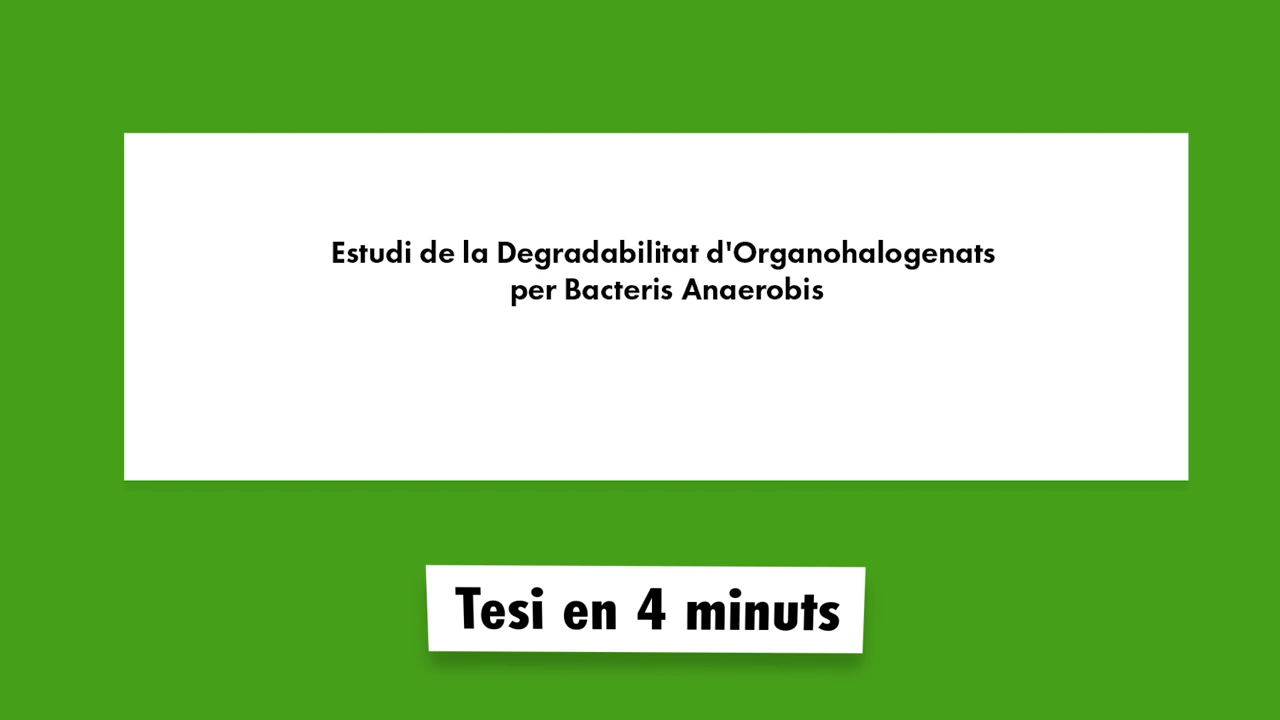 Estudi de la Degradabilitat d'Organohalogenats
per Bacteris Anaerobis
Tesi en 4 minuts